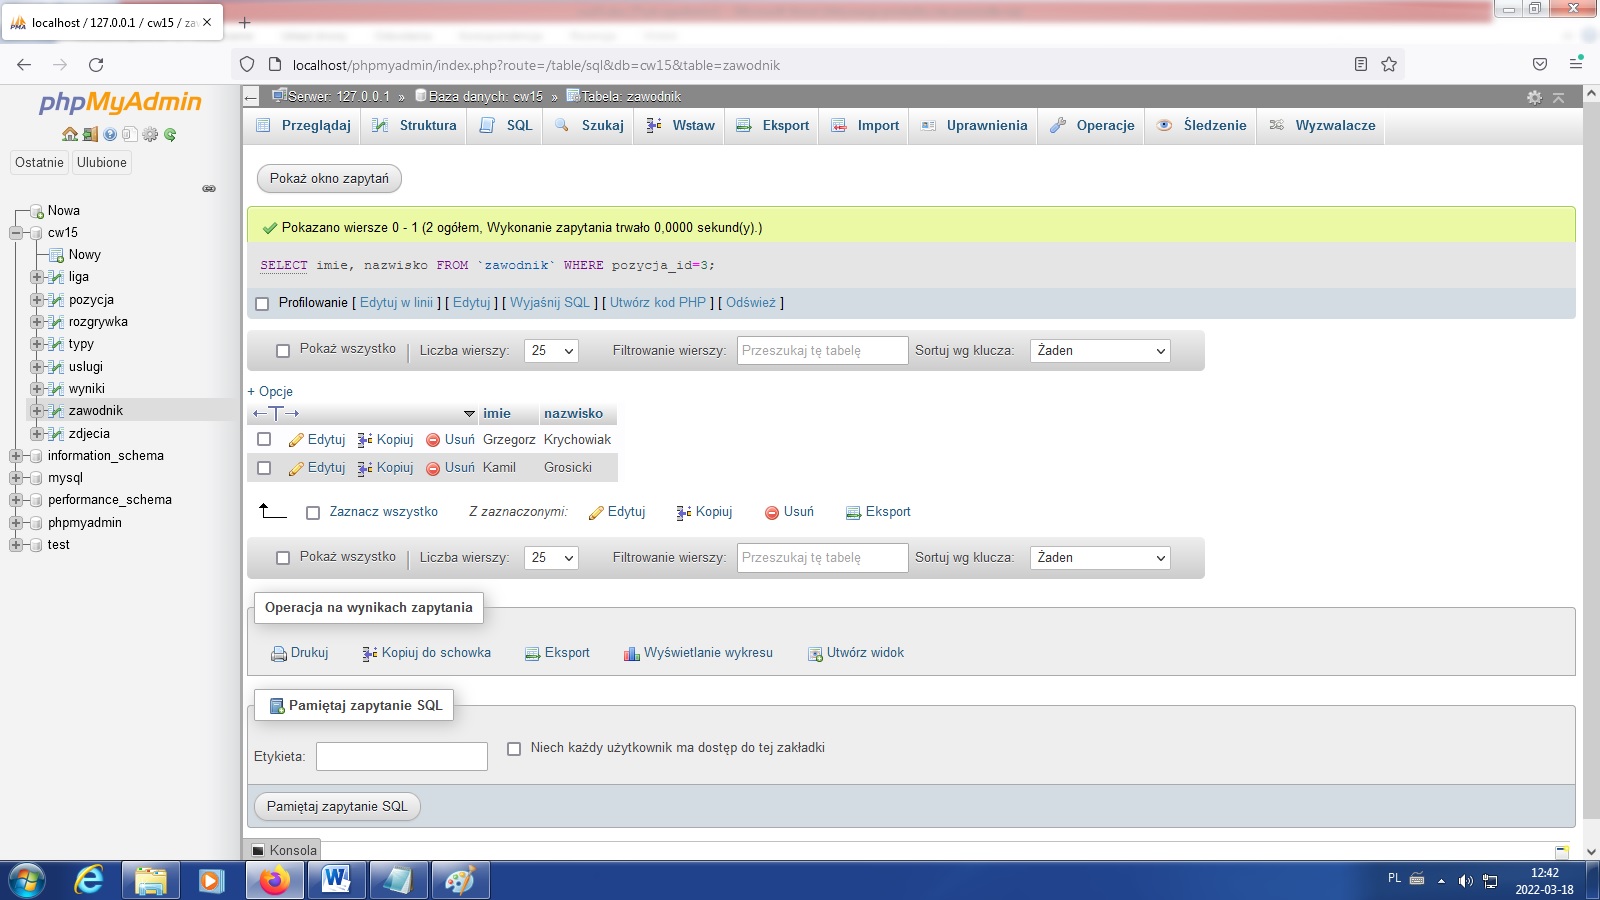 localhost / 127.0.0.1 / cw15 / za
localhost/phpmyadmin/index.php?route=/table/sql&db=cw15&table=zawodnik
phpMyAdmin
Ostatnie Ulubione
Nowa
cw15
Nowy
liga
pozycja
rozgrywka
typy
uslugi
wyniki
zawodnik
zdjecia
information_schema
mysql
performance_schema
phpmyadmin
test
Serwer: 127.0.0.1 » Baza danych: cw15 » Tabela: zawodnik
Przeglądaj Struktura SQL Szukaj Wstaw Eksport Import Uprawnienia Operacje Śledzenie Wyzwalacze
Pokaż okno zapytań
Pokazano wiersze 0 - 1 (2 ogółem, Wykonanie zapytania trwało 0,0000 sekund(y).)
SELECT imie, nazwisko FROM `zawodnik` WHERE pozycja_id=3;
Profilowanie [ Edytuj w linii ] [ Edytuj ] [ Wyjaśnij SQL ] [ Utwórz kod PHP ] [ Odśwież ]
Pokaż wszystko | Liczba wierszy: 25 Filtrowanie wierszy: Przeszukaj tę tabelę Sortuj wg klucza: Żaden
+ Opcje
←T→ imie nazwisko
Edytuj Kopiuj Usuń Grzegorz Krychowiak
Edytuj Kopiuj Usuń Kamil Grosicki
Zaznacz wszystko Z zaznaczonymi: Edytuj Kopiuj Usuń Eksport
Pokaż wszystko | Liczba wierszy: 25 Filtrowanie wierszy: Przeszukaj tę tabelę Sortuj wg klucza: Żaden
Operacja na wynikach zapytania
Drukuj Kopiuj do schowka Eksport Wyświetlanie wykresu Utwórz widok
Pamiętaj zapytanie SQL
Etykieta: Niech każdy użytkownik ma dostęp do tej zakładki
Pamiętaj zapytanie SQL
Konsola
PL 12:42
2022-03-18